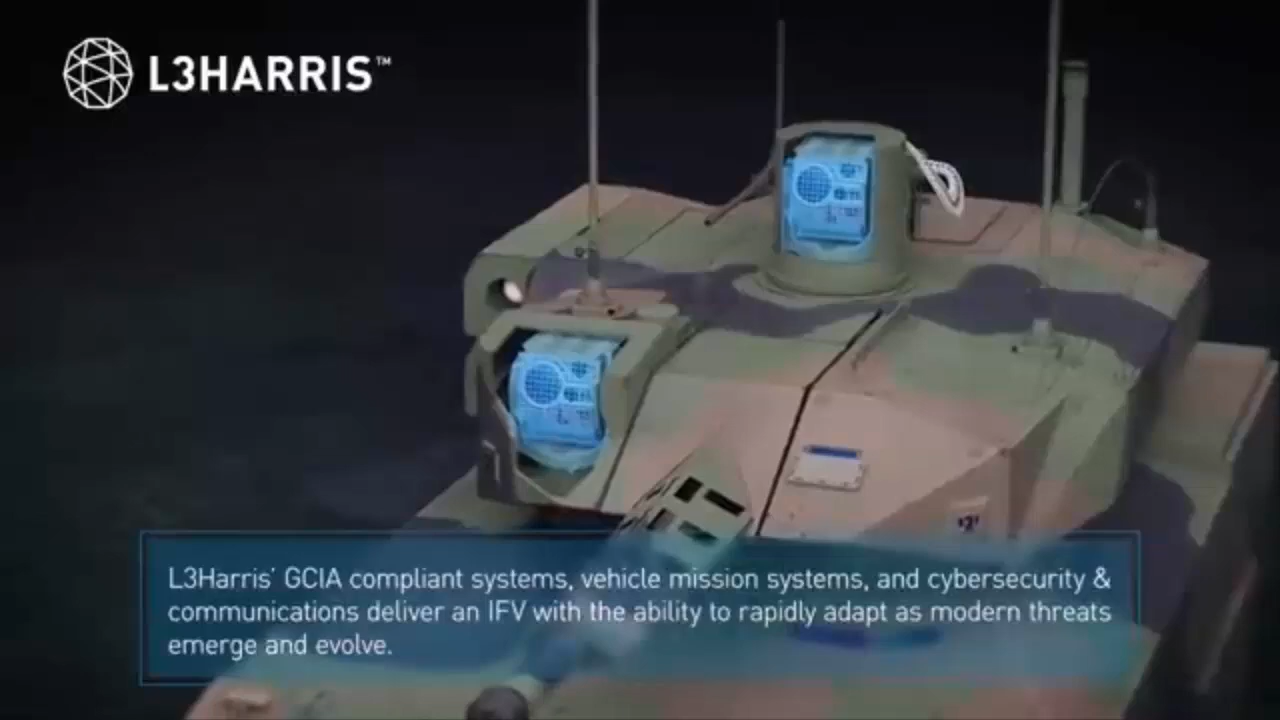 L3HARRIS™
L3Harris' GCIA compliant systems, vehicle mission systems, and cybersecurity &
communications deliver an IFV with the ability to rapidly adapt as modern threats
emerge and evolve.